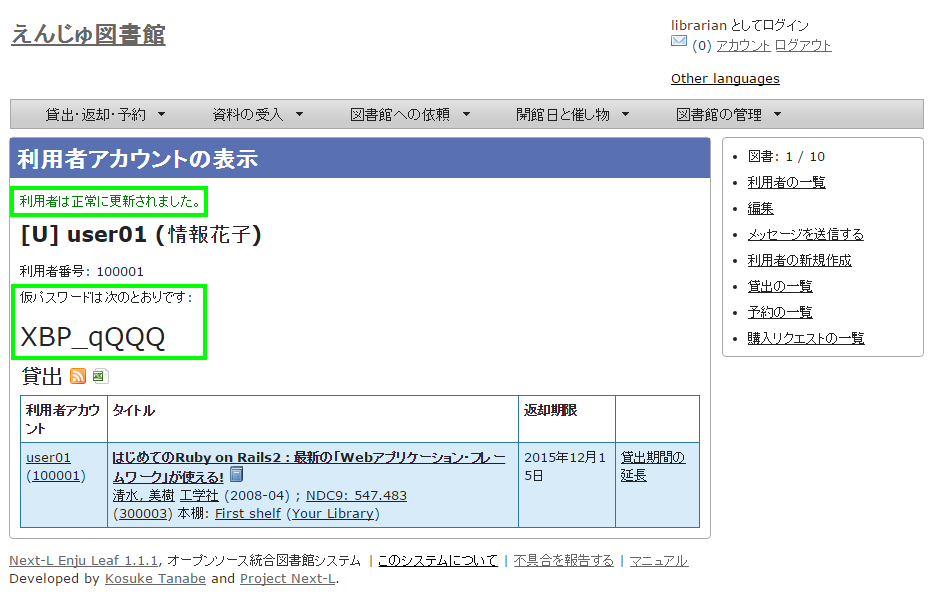 えんじゅ図書館
librarian としてログイン
(0) アカウント ログアウト
Other languages
貸出・返却・予約 ▼ 資料の受入 ▼ 図書館への依頼 ▼ 開館日と催し物 ▼ 図書館の管理 ▼
利用者アカウントの表示
利用者は正常に更新されました。
[U] user01 (情報花子)
利用者番号: 100001
仮パスワードは次のとおりです:
XBP_qQQQ
貸出
利用者アカウント タイトル 返却期限
user01
(100001)
はじめてのRuby on Rails2 : 最新の「Webアプリケーション・フレー
ムワーク」が使える!
清水, 美樹 工学社 (2008-04) ; NDC9: 547.483
(300003) 本棚: First shelf (Your Library)
2015年12月1
5日
貸出期間の
延長
• 図書: 1 / 10
• 利用者の一覧
• 編集
• メッセージを送信する
• 利用者の新規作成
• 貸出の一覧
• 予約の一覧
• 購入リクエストの一覧
Next-L Enju Leaf 1.1.1, オープンソース統合図書館システム | このシステムについて | 不具合を報告する | マニュアル
Developed by Kosuke Tanabe and Project Next-L.